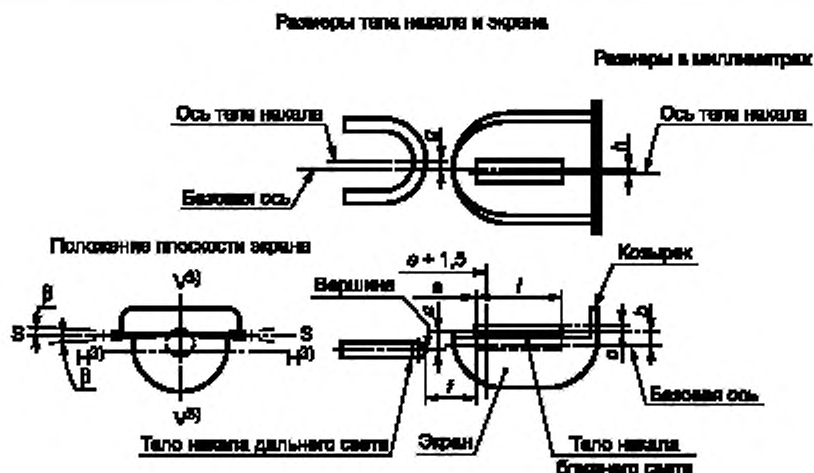 Размеры тела накала и экрана
Размеры в миллиметрах
Ось тела накала
Ось тела накала
Базовая ось
Положение плоскости экрана
Вершина
e + 1,5
Козырек
e
l
β
S
S
β
Базовая ось
Тело накала дальнего света
Экран
Тело накала
ближнего света